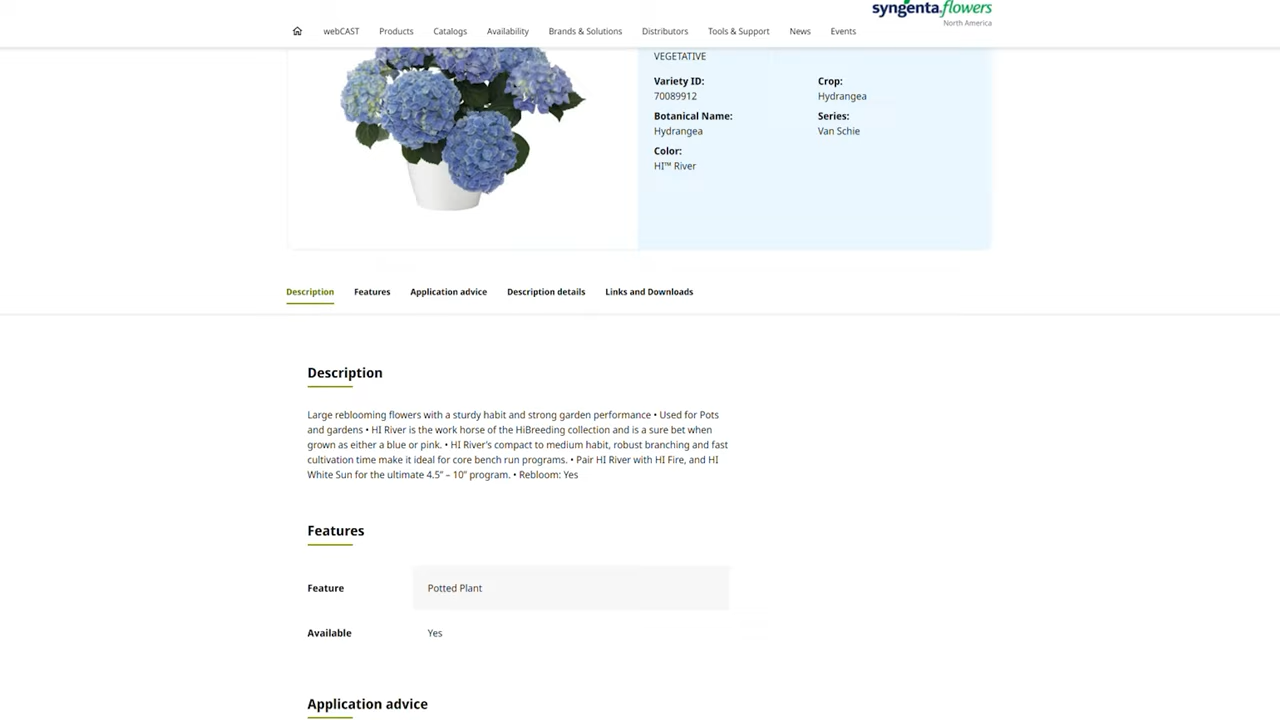 syngenta.flowers
North America
webCAST Products Catalogs Availability Brands & Solutions Distributors Tools & Support News Events
VEGETATIVE
Variety ID: Crop:
70089912 Hydrangea
Botanical Name: Series:
Hydrangea Van Schie
Color:
HI™ River
Description Features Application advice Description details Links and Downloads
Description
Large reblooming flowers with a sturdy habit and strong garden performance • Used for Pots
and gardens • HI River is the work horse of the HiBreeding collection and is a sure bet when
grown as either a blue or pink. • HI River's compact to medium habit, robust branching and fast
cultivation time make it ideal for core bench run programs. • Pair HI River with HI Fire, and HI
White Sun for the ultimate 4.5" – 10" program. • Rebloom: Yes
Features
Feature Potted Plant
Available Yes
Application advice